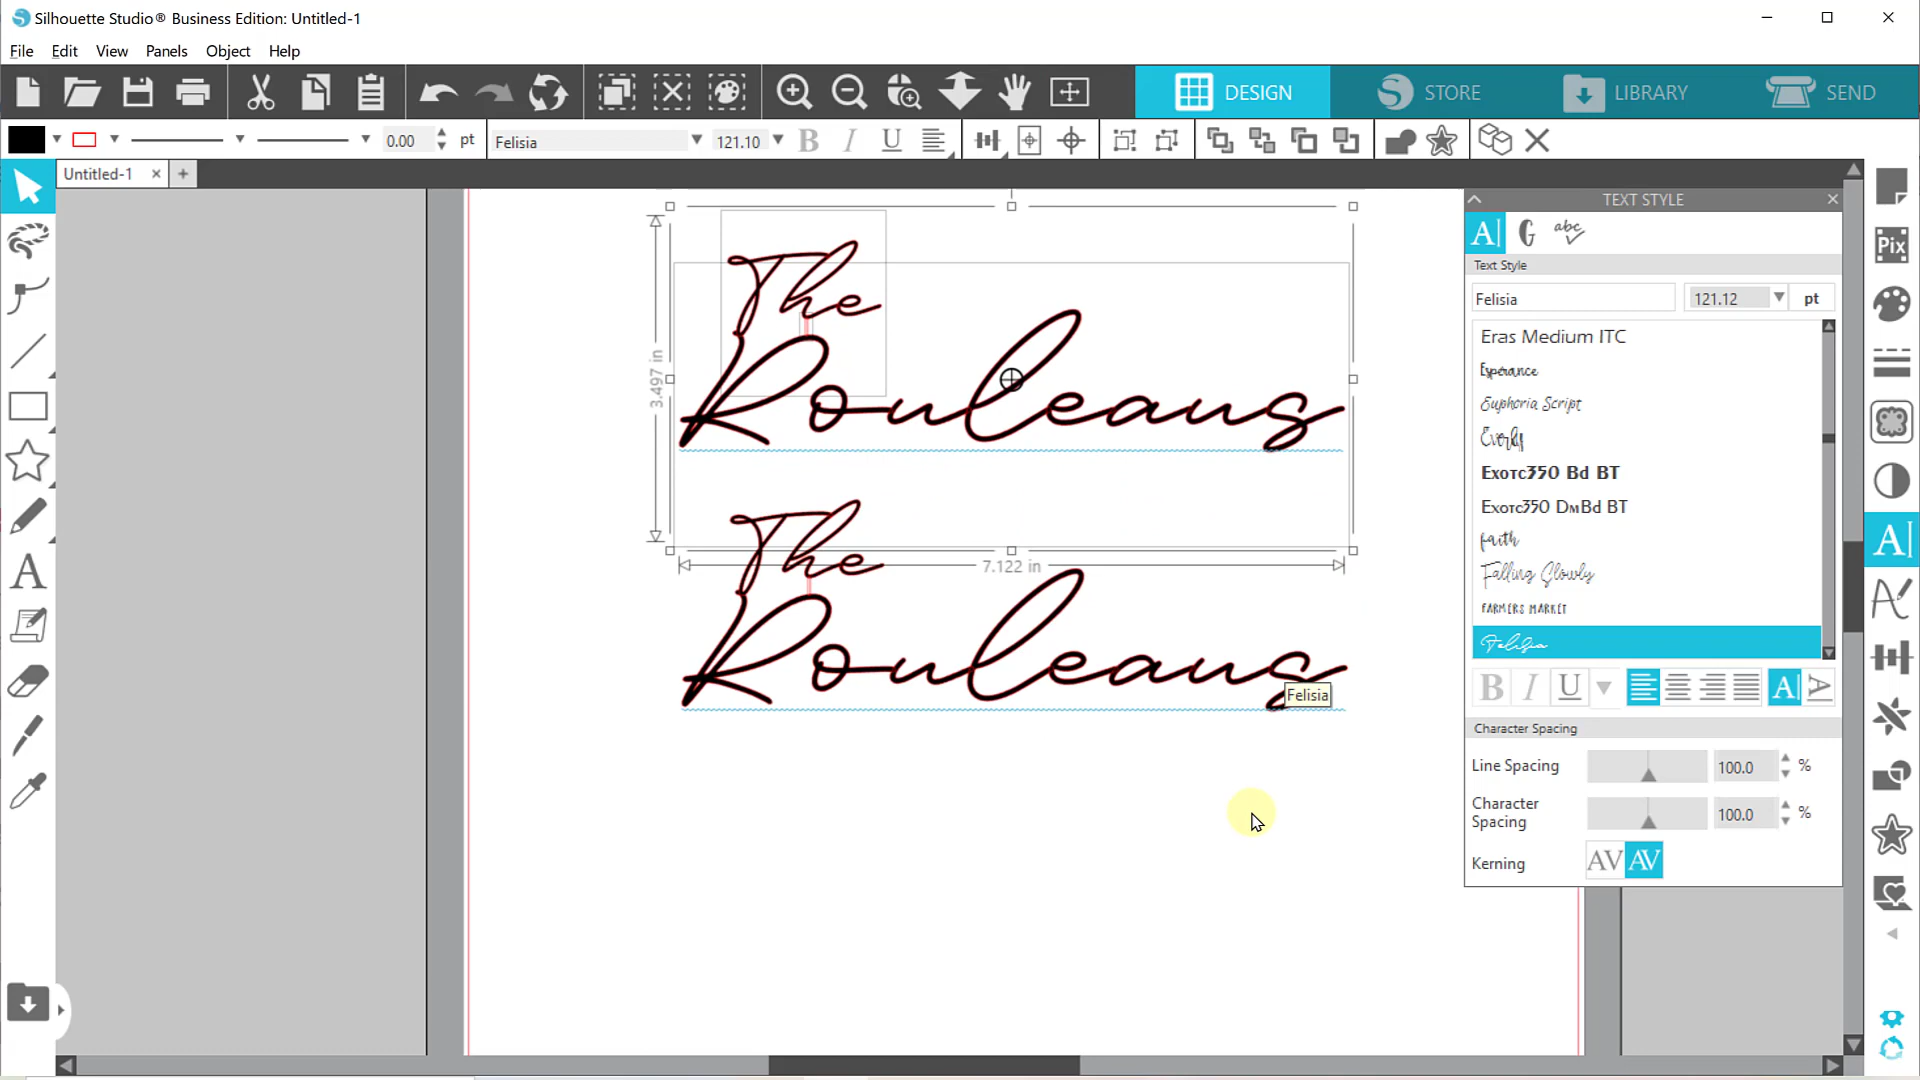 Silhouette Studio® Business Edition: Untitled-1
File Edit View Panels Object Help
DESIGN STORE LIBRARY SEND
0.00 pt Felisia 121.10 B I U
Untitled-1 × +
TEXT STYLE
A G abc
Text Style
Felisia 121.12 pt
Eras Medium ITC
Esperance
Euphoria Script
Everly
Exotc350 Bd BT
Exotc350 DmBd BT
faith
Falling Glowly
FARMERS MARKET
Felisia
B I U A A
Character Spacing
Line Spacing 100.0 %
Character Spacing 100.0 %
Kerning AV AV
The
Rouleaus
3.497 in
7.122 in
The
Rouleaus
Felisia
Pix